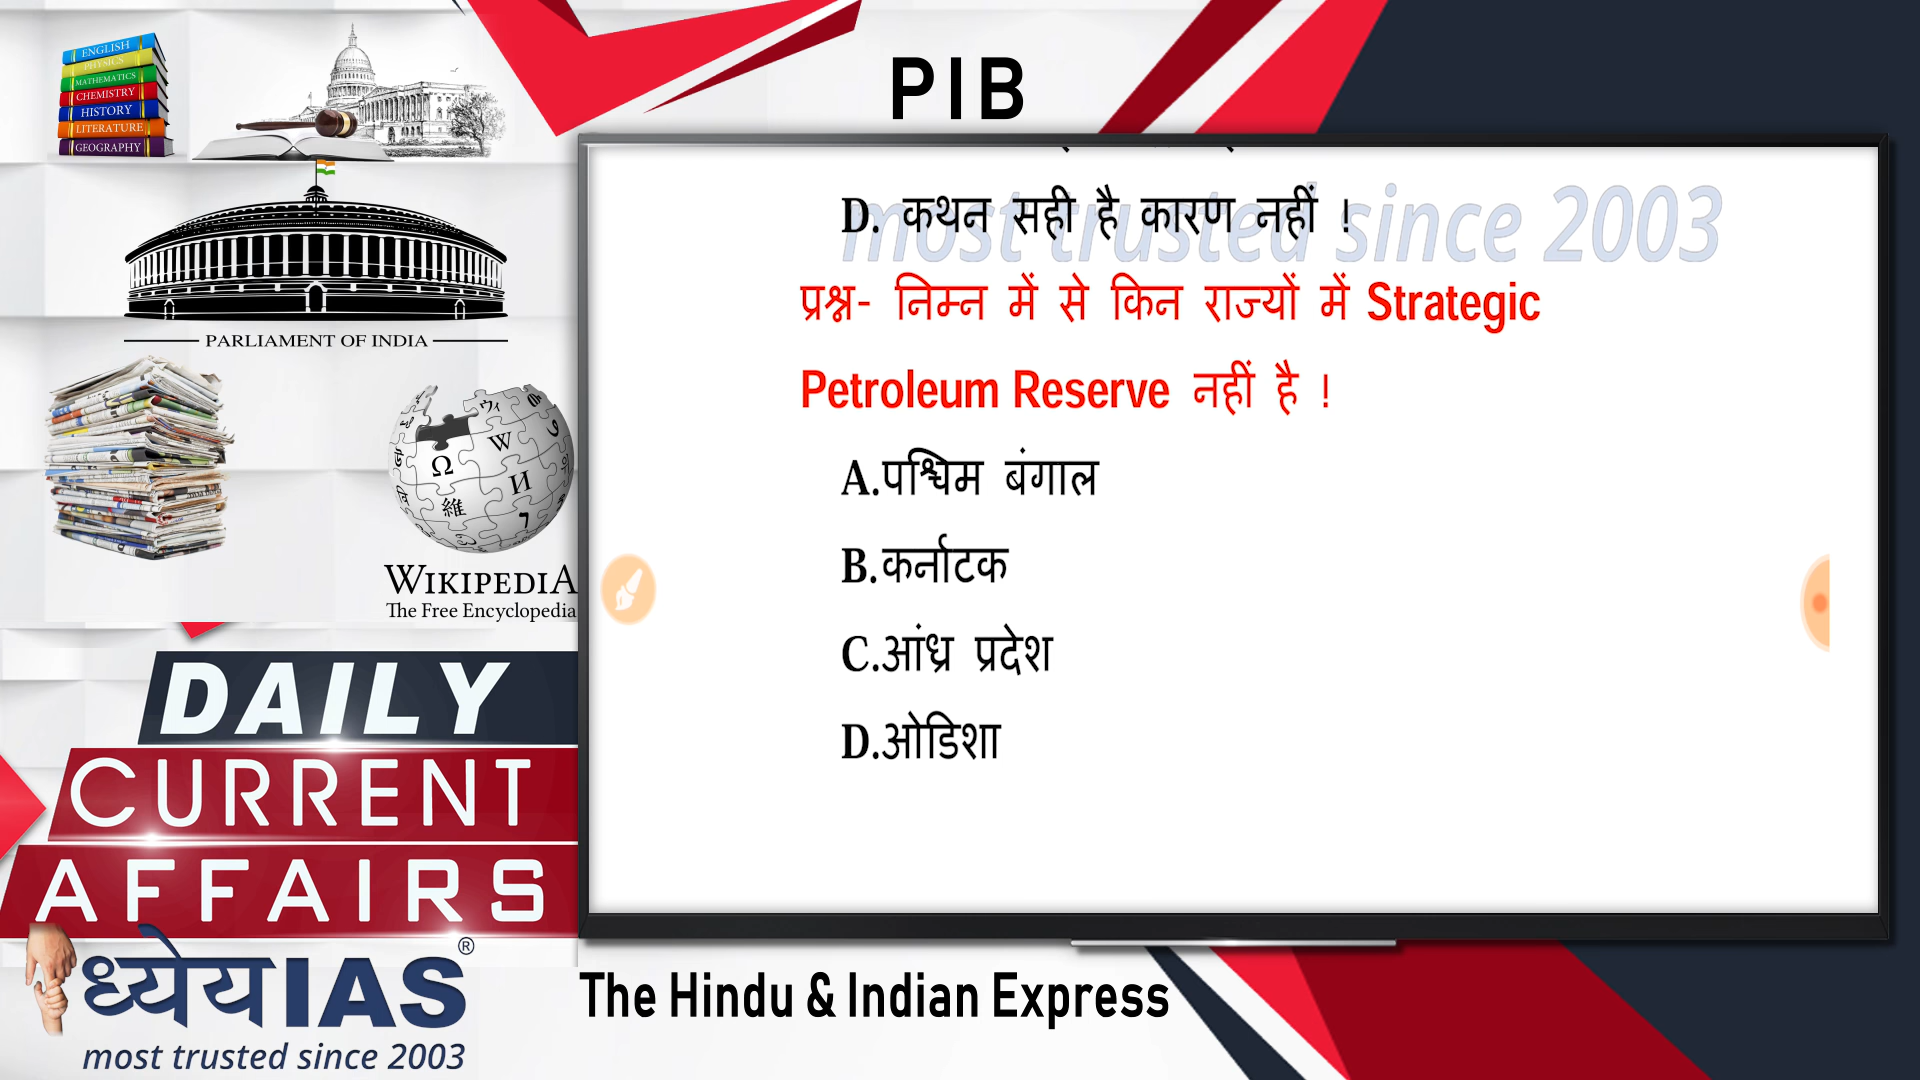 ENGLISH
PHYSICS
MATHEMATICS
CHEMISTRY
HISTORY
LITERATURE
GEOGRAPHY
PARLIAMENT OF INDIA
WIKIPEDIA
The Free Encyclopedia
DAILY
CURRENT
AFFAIRS
ध्येयIAS®
most trusted since 2003
PIB
most trusted since 2003
D. कथन सही है कारण नहीं !
प्रश्न- निम्न में से किन राज्यों में Strategic
Petroleum Reserve नहीं है !
A.पश्चिम बंगाल
B.कर्नाटक
C.आंध्र प्रदेश
D.ओडिशा
The Hindu & Indian Express